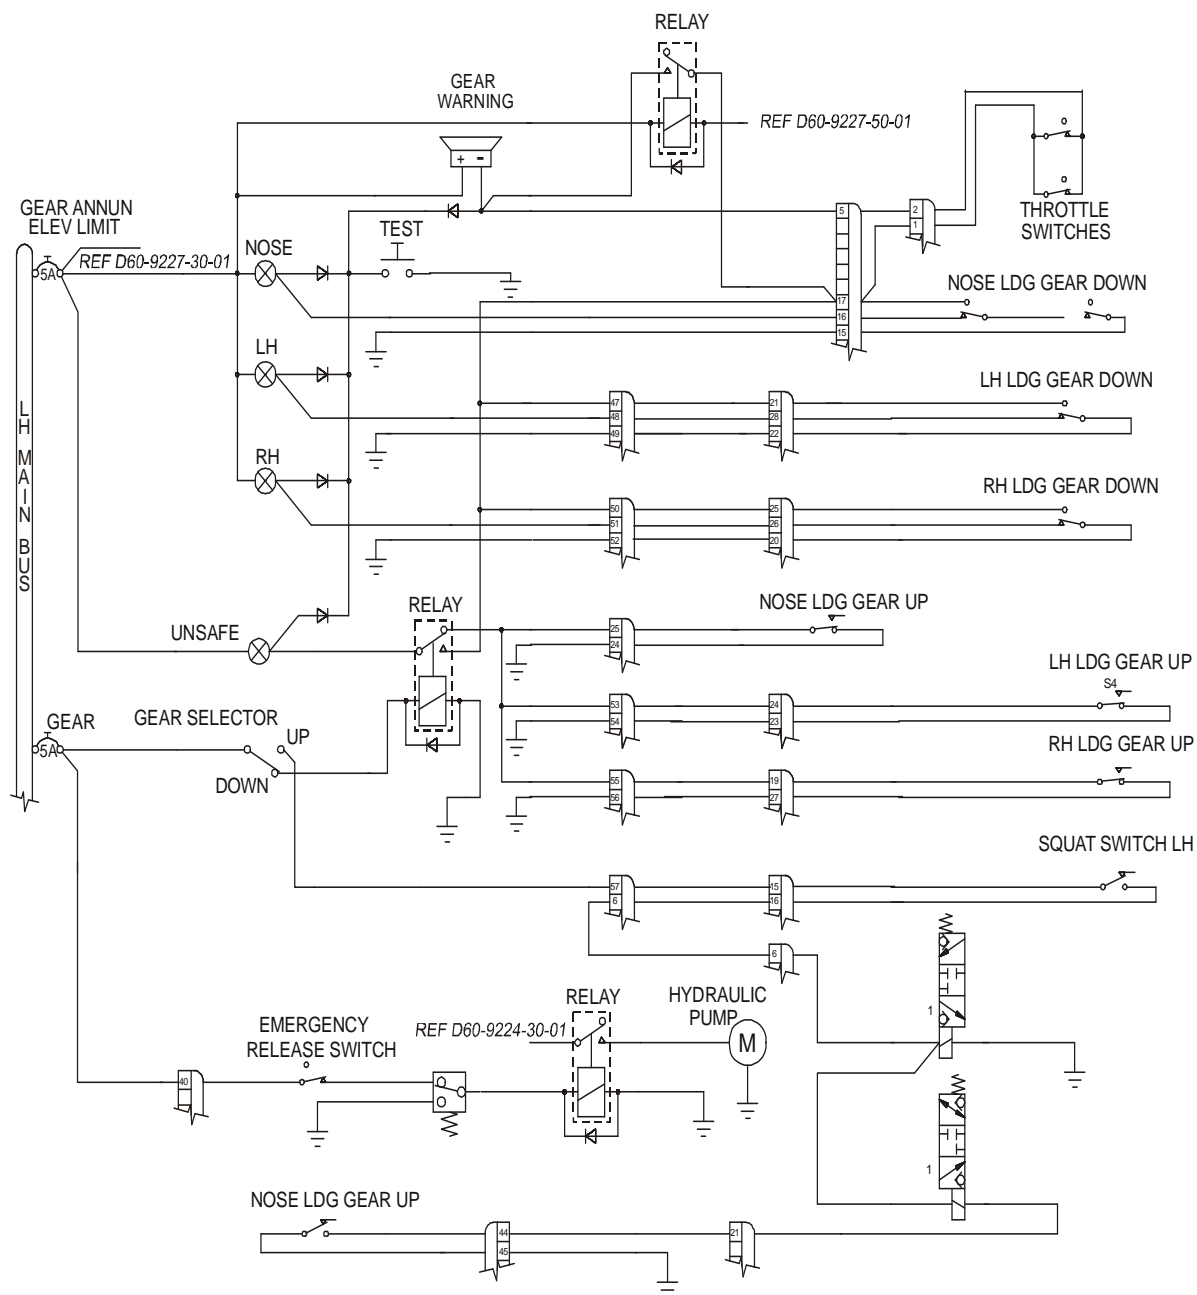 RELAY
GEAR
WARNING
REF D60-9227-50-01
+ -
GEAR ANNUN
ELEV LIMIT
5A
REF D60-9227-30-01
NOSE
TEST
5
2
1
THROTTLE
SWITCHES
NOSE LDG GEAR DOWN
17
16
15
LH
LH LDG GEAR DOWN
47
48
49
21
28
22
LH MAIN BUS
RH
RH LDG GEAR DOWN
50
51
52
25
26
20
RELAY
NOSE LDG GEAR UP
UNSAFE
25
24
LH LDG GEAR UP
S4
53
54
24
23
GEAR
5A
GEAR SELECTOR
UP
DOWN
RH LDG GEAR UP
55
56
19
27
SQUAT SWITCH LH
57
6
15
16
6
1
RELAY
HYDRAULIC
PUMP
M
REF D60-9224-30-01
EMERGENCY
RELEASE SWITCH
40
1
NOSE LDG GEAR UP
44
45
21